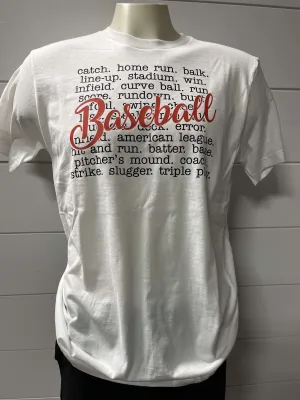 catch. home run. balk.
line-up. stadium. win.
infield. curve ball. run.
score. rundown. bunt
Baseball
error.
american league.
hit and run. batter. base.
pitcher's mound. coach.
strike. slugger. triple